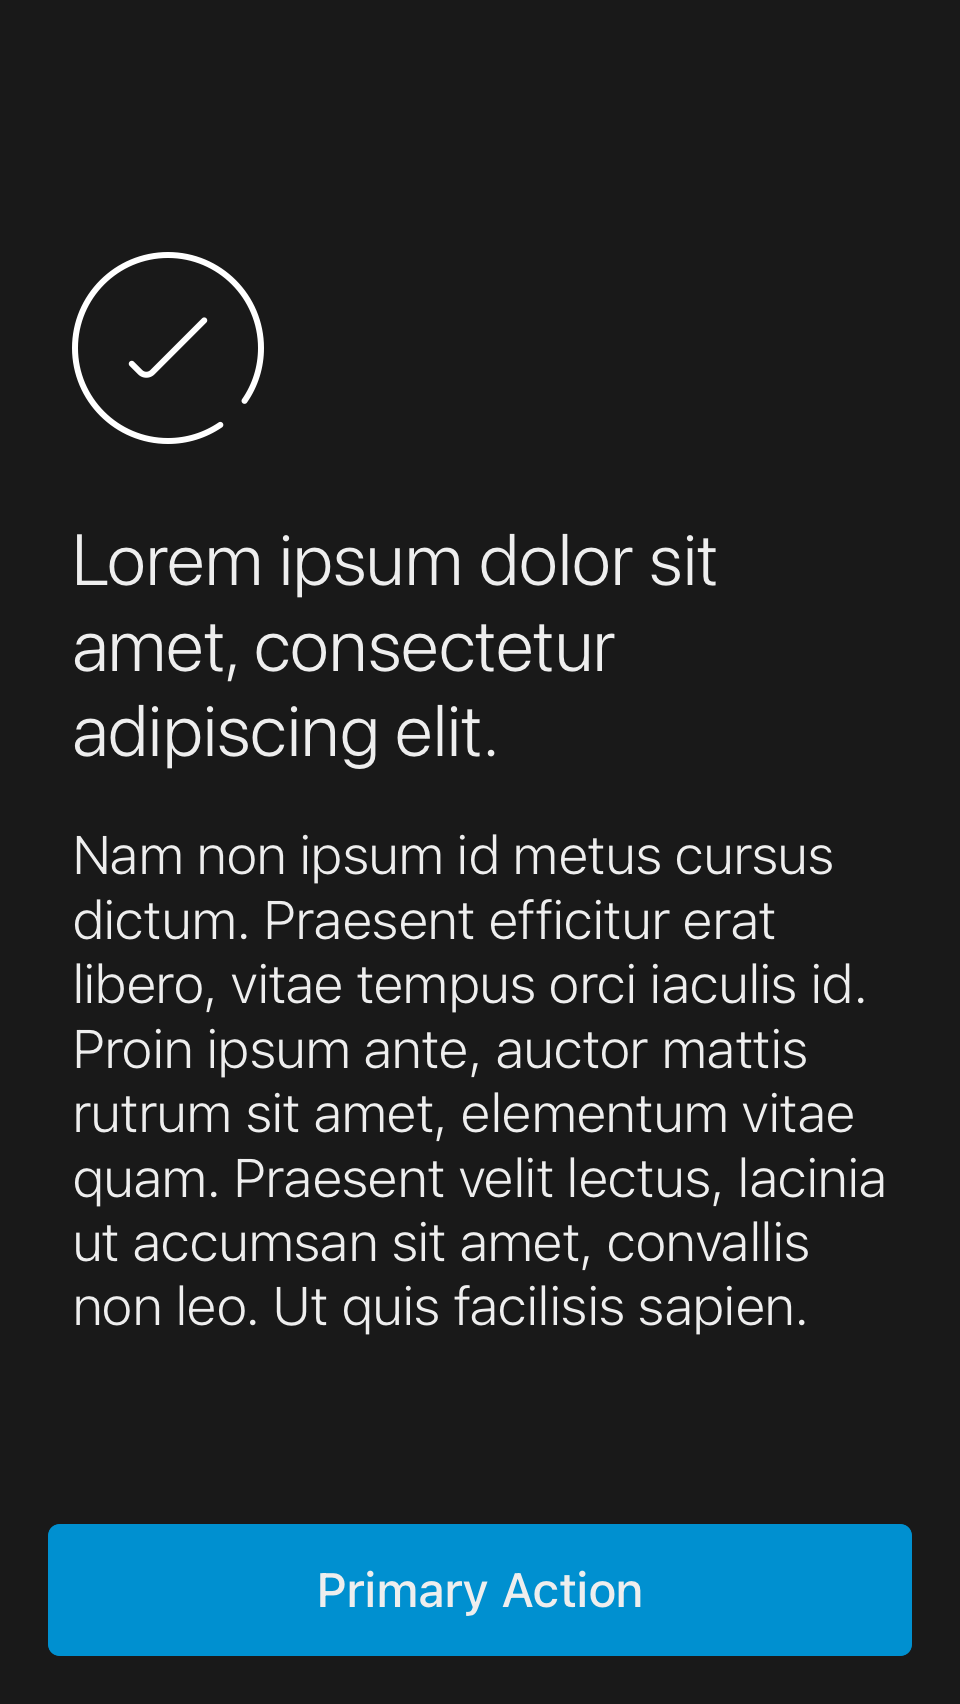 Lorem ipsum dolor sit
amet, consectetur
adipiscing elit.
Nam non ipsum id metus cursus
dictum. Praesent efficitur erat
libero, vitae tempus orci iaculis id.
Proin ipsum ante, auctor mattis
rutrum sit amet, elementum vitae
quam. Praesent velit lectus, lacinia
ut accumsan sit amet, convallis
non leo. Ut quis facilisis sapien.
Primary Action